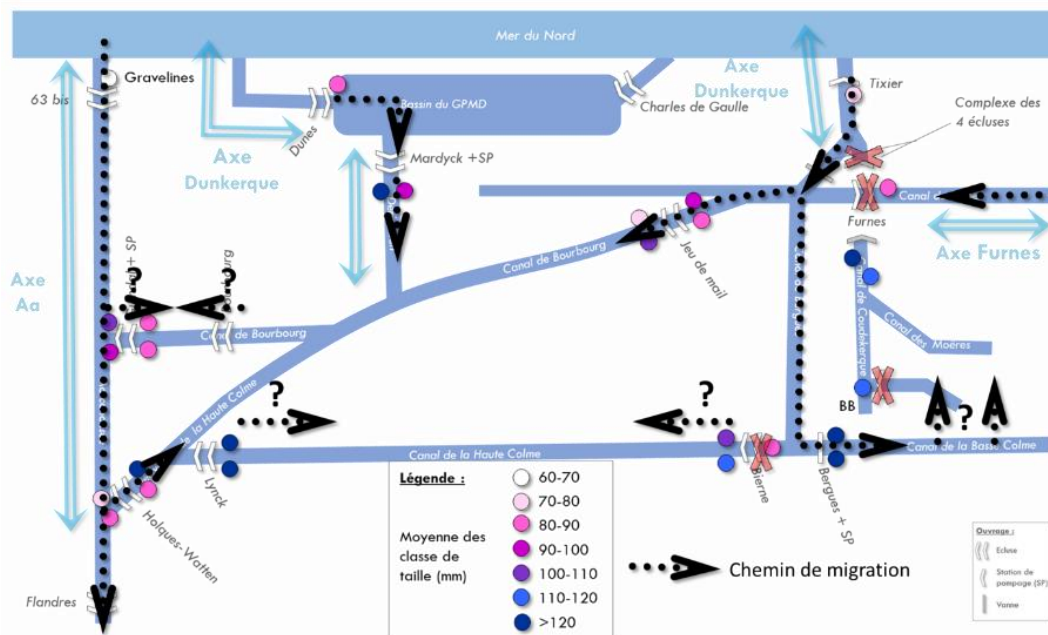 Mer du Nord
Gravelines
63 bis
Axe
Dunkerque
Dunes
Bassin du GPMD
Charles de Gaulle
Axe
Dunkerque
Tixier
Complexe des
4 écluses
Mardyck +SP
Axe
Aa
Canal de Bourbourg
Jeu de mail
Furnes
Axe Furnes
?
?
+ SP
Canal de Bourbourg
Canal de Coudekerque
Canal des Moëres
BB
?
?
?
de la Haute Colme
Lynck
Canal de la Haute Colme
Bierne
Bergues + SP
Canal de la Basse Colme
Holques-Watten
Flandres
Légende :
Moyenne des
classe de
taille (mm)
60-70
70-80
80-90
90-100
100-110
110-120
>120
Chemin de migration
Ouvrage :
Ecluse
Station de
pompage (SP)
Vanne